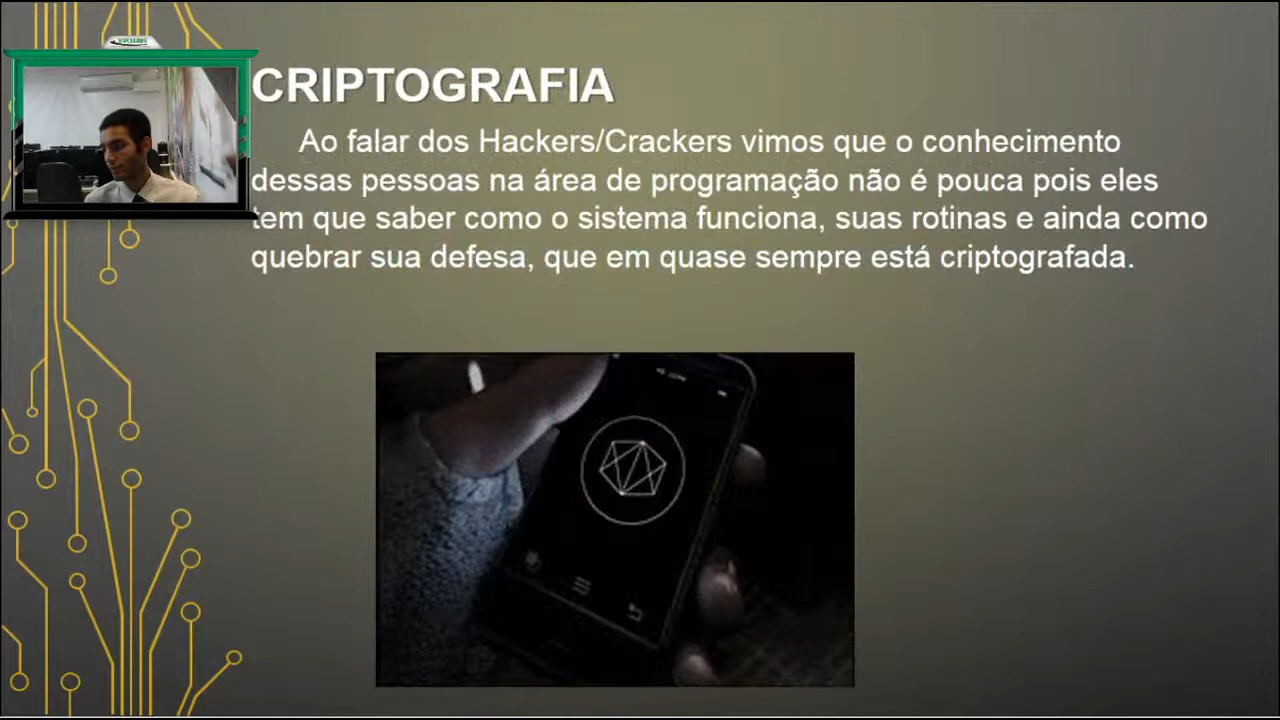 CRIPTOGRAFIA
Ao falar dos Hackers/Crackers vimos que o conhecimento
dessas pessoas na área de programação não é pouca pois eles
tem que saber como o sistema funciona, suas rotinas e ainda como
quebrar sua defesa, que em quase sempre está criptografada.